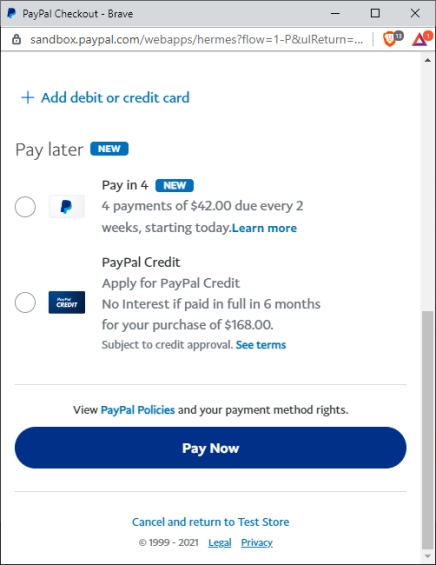 PayPal Checkout - Brave
sandbox.paypal.com/webapps/hermes?flow=1-P&ulReturn=...
13
1
+ Add debit or credit card
Pay later NEW
Pay in 4 NEW
4 payments of $42.00 due every 2
weeks, starting today.Learn more
PayPal Credit
PayPal
CREDIT
Apply for PayPal Credit
No Interest if paid in full in 6 months
for your purchase of $168.00.
Subject to credit approval. See terms
View PayPal Policies and your payment method rights.
Pay Now
Cancel and return to Test Store
© 1999 - 2021 Legal Privacy